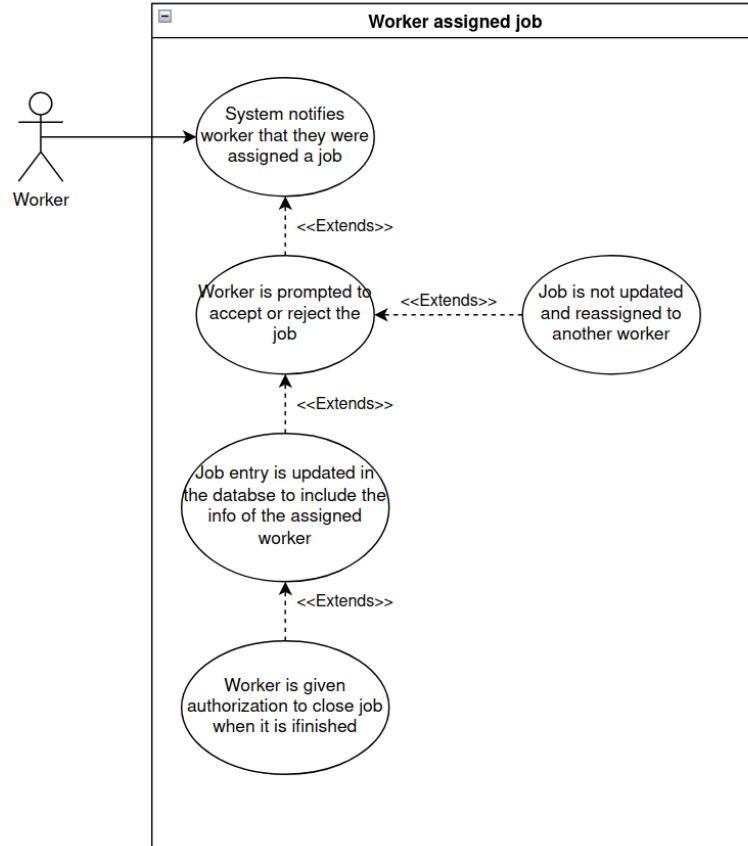 Worker assigned job
System notifies
worker that they were
assigned a job
Worker
<<Extends>>
Worker is prompted to
accept or reject the
job
<<Extends>>
Job is not updated
and reassigned to
another worker
<<Extends>>
Job entry is updated in
the databse to include the
info of the assigned
worker
<<Extends>>
Worker is given
authorization to close job
when it is ifinished